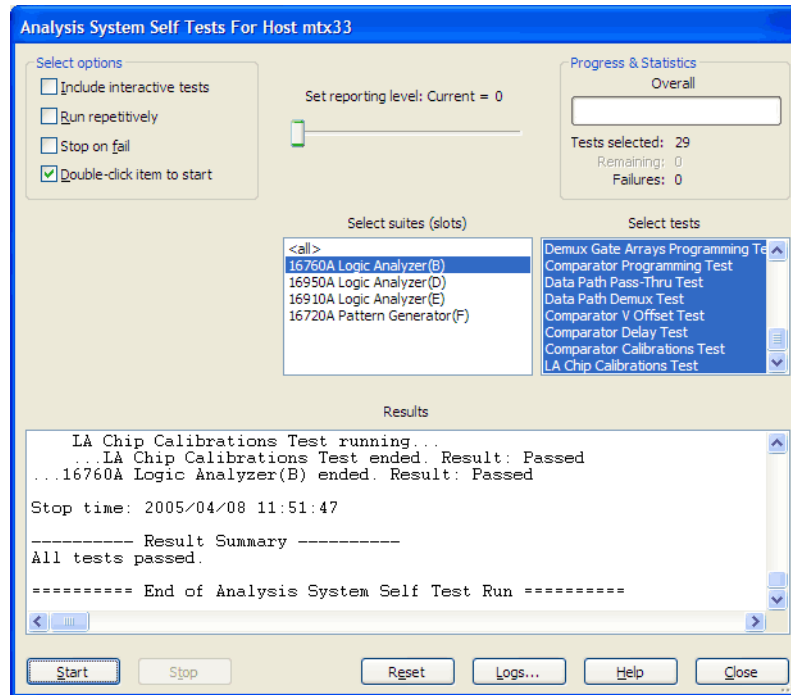 Analysis System Self Tests For Host mtx33
Select options
Include interactive tests
Run repetitively
Stop on fail
Double-click item to start
Set reporting level: Current = 0
Progress & Statistics
Overall
Tests selected: 29
Remaining: 0
Failures: 0
Select suites (slots)
<all>
16760A Logic Analyzer(B)
16950A Logic Analyzer(D)
16910A Logic Analyzer(E)
16720A Pattern Generator(F)
Select tests
Demux Gate Arrays Programming Te
Comparator Programming Test
Data Path Pass-Thru Test
Data Path Demux Test
Comparator V Offset Test
Comparator Delay Test
Comparator Calibrations Test
LA Chip Calibrations Test
Results
LA Chip Calibrations Test running...
...LA Chip Calibrations Test ended. Result: Passed
...16760A Logic Analyzer(B) ended. Result: Passed
Stop time: 2005/04/08 11:51:47
---------- Result Summary ----------
All tests passed.
========== End of Analysis System Self Test Run ==========
Start
Stop
Reset
Logs...
Help
Close